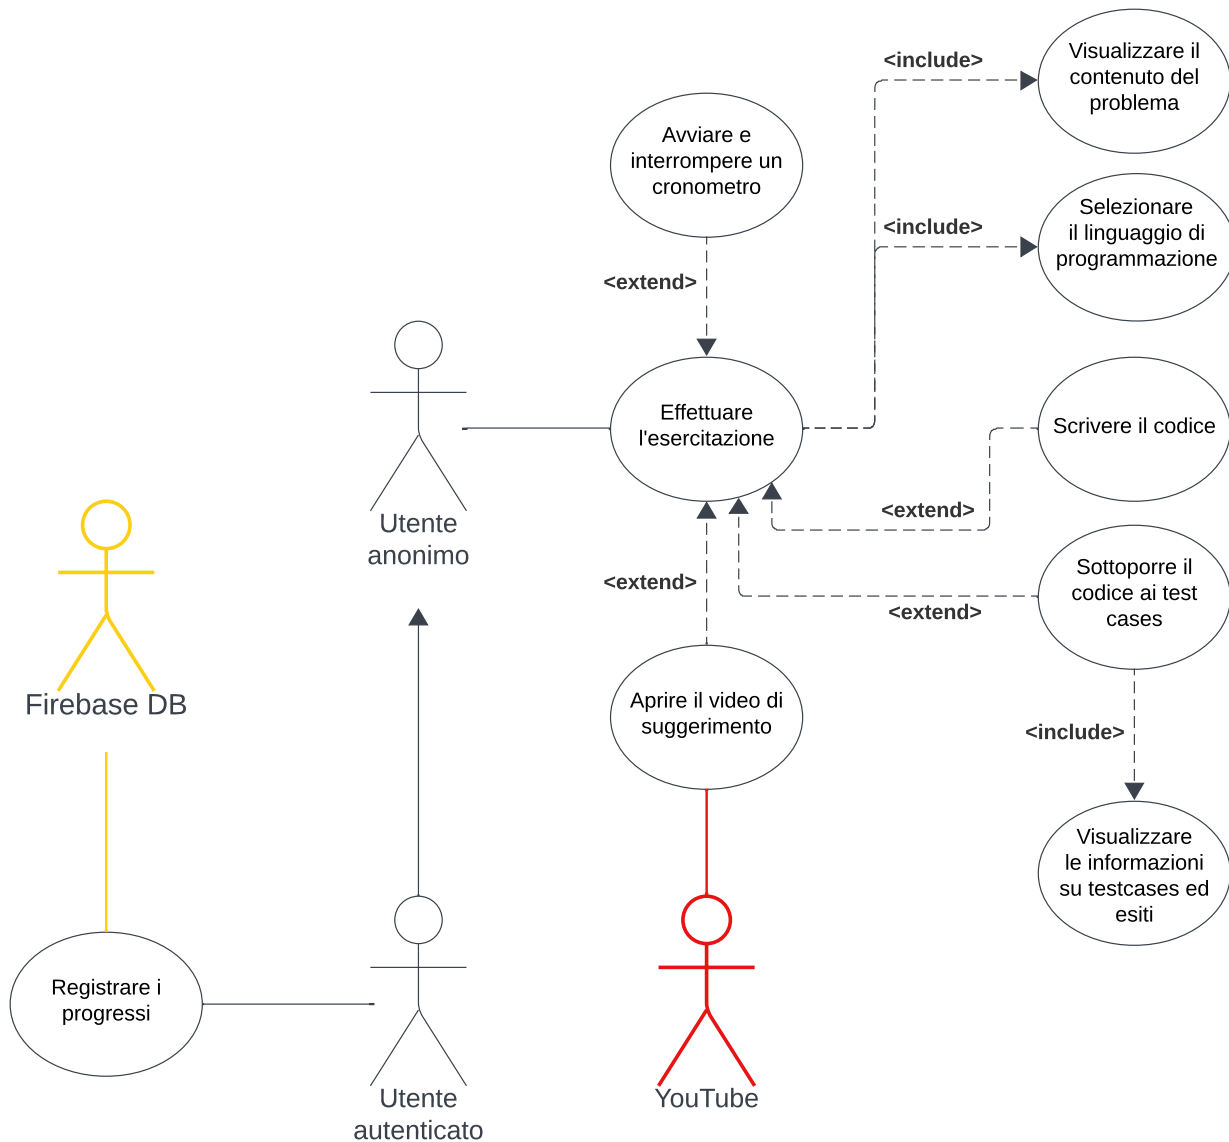 <include>
Visualizzare il
contenuto del
problema
Avviare e
interrompere un
cronometro
<include>
Selezionare
il linguaggio di
programmazione
<extend>
Effettuare
l'esercitazione
Scrivere il codice
<extend>
Utente
anonimo
<extend>
Sottoporre il
codice ai test
cases
<extend>
Firebase DB
Aprire il video di
suggerimento
<include>
Visualizzare
le informazioni
su testcases ed
esiti
Registrare i
progressi
Utente
autenticato
YouTube